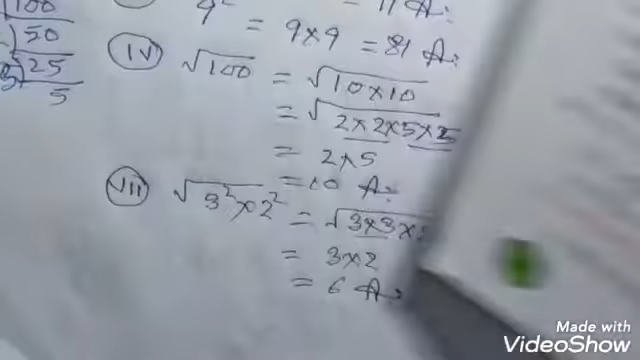 √100
50
25
5
9²
= 9×9 = 81 A:
(iv) √100 = √10×10
= √2×2×5×5
= 2×5
= 10 A:
(vii) √3²×2² = √3×3×
= 3×2
= 6 A:
Made with
VideoShow